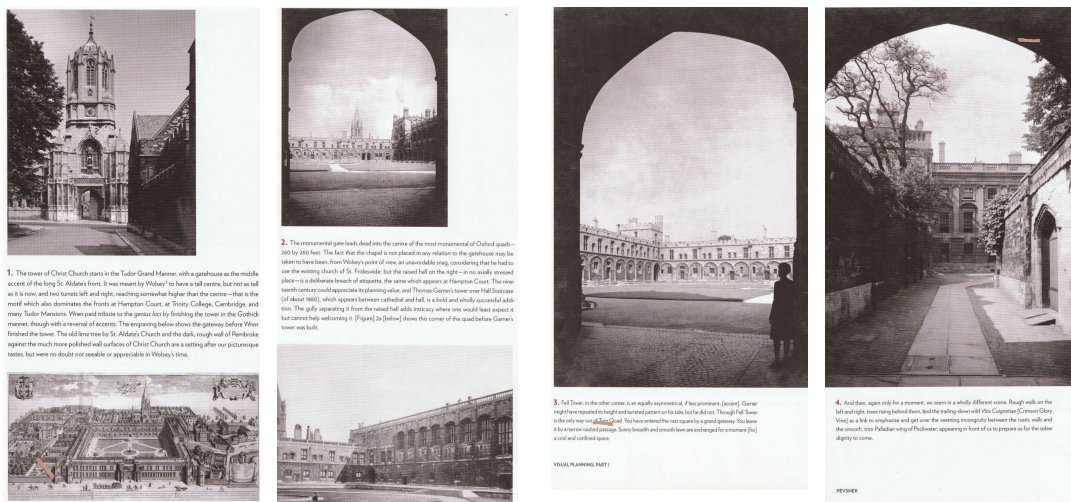 1. The tower of Christ Church starts in the Tudor Grand Manner, with a gatehouse as the middle
accent of the long St. Aldate's front. It was meant by Wolsey¹ to have a tall centre, but not as tall
as it is now, and two turrets left and right, reaching somewhat higher than the centre—that is the
motif which also dominates the fronts at Hampton Court, at Trinity College, Cambridge, and
many Tudor Mansions. Wren paid tribute to the genius loci by finishing the tower in the Gothick
manner, though with a reversal of accents. The engraving below shows the gateway before Wren
finished the tower. The old lime tree by St. Aldate's Church and the dark, rough wall of Pembroke
against the much more polished wall surfaces of Christ Church are a setting after our picturesque
tastes, but were no doubt not seeable or appreciable in Wolsey's time.
2. The monumental gate leads dead into the centre of the most monumental of Oxford quads—
260 by 260 feet. The fact that the chapel is not placed in any relation to the gatehouse may be
taken to have been, from Wolsey's point of view, an unavoidable snag, considering that he had to
use the existing church of St. Frideswide: but the raised hall on the right—in no axially stressed
place—is a deliberate breach of etiquette, the same which appears at Hampton Court. The nine-
teenth century could appreciate its planning value, and Thomas Garner's tower over Hall Staircase
(of about 1880), which appears between cathedral and hall, is a bold and wholly successful addi-
tion. The gully separating it from the raised hall adds intricacy where one would least expect it
but cannot help welcoming it. [Figure] 2a [below] shows this corner of the quad before Garner's
tower was built.
3. Fell Tower, in the other corner, is an equally asymmetrical, if less prominent, [accent]. Garner
might have repeated its height and turreted pattern on his side, but he did not. Through Fell Tower
is the only way out of Tom Quad. You have entered the vast square by a grand gateway. You leave
it by a narrow vaulted passage. Sunny breadth and smooth lawn are exchanged for a moment [for]
a cool and confined space.
VISUAL PLANNING, PART I
4. And then, again only for a moment, we seem in a wholly different scene. Rough walls on the
left and right, trees rising behind them, and the trailing-down wild Vitis Coignetiae [Crimson Glory
Vine] as a link to emphasize and get over the seeming incongruity between the rustic walls and
the smooth, trim Palladian wing of Peckwater, appearing in front of us to prepare us for the sober
dignity to come.
PEVSNER